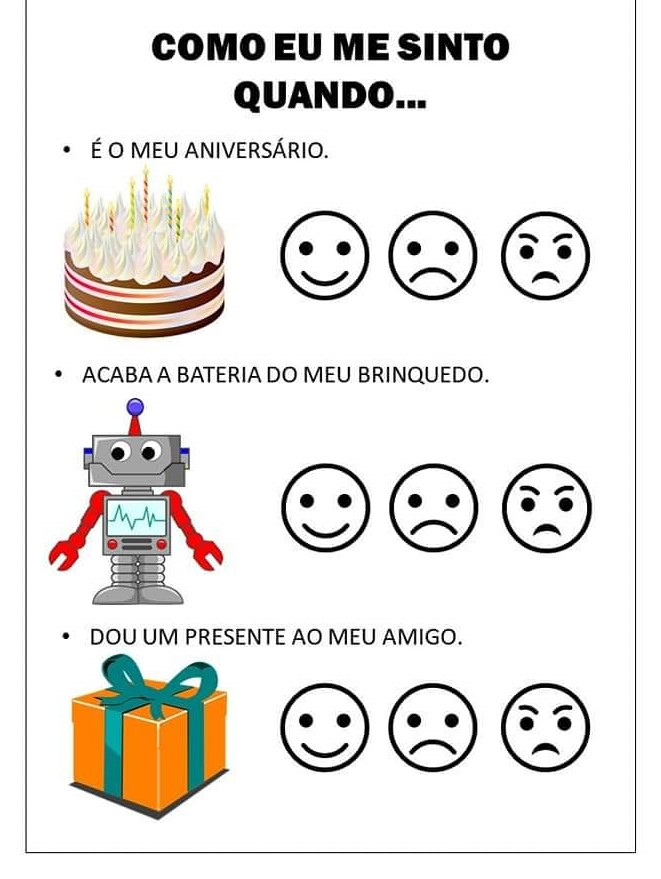 COMO EU ME SINTO
QUANDO...
• É O MEU ANIVERSÁRIO.
• ACABA A BATERIA DO MEU BRINQUEDO.
• DOU UM PRESENTE AO MEU AMIGO.